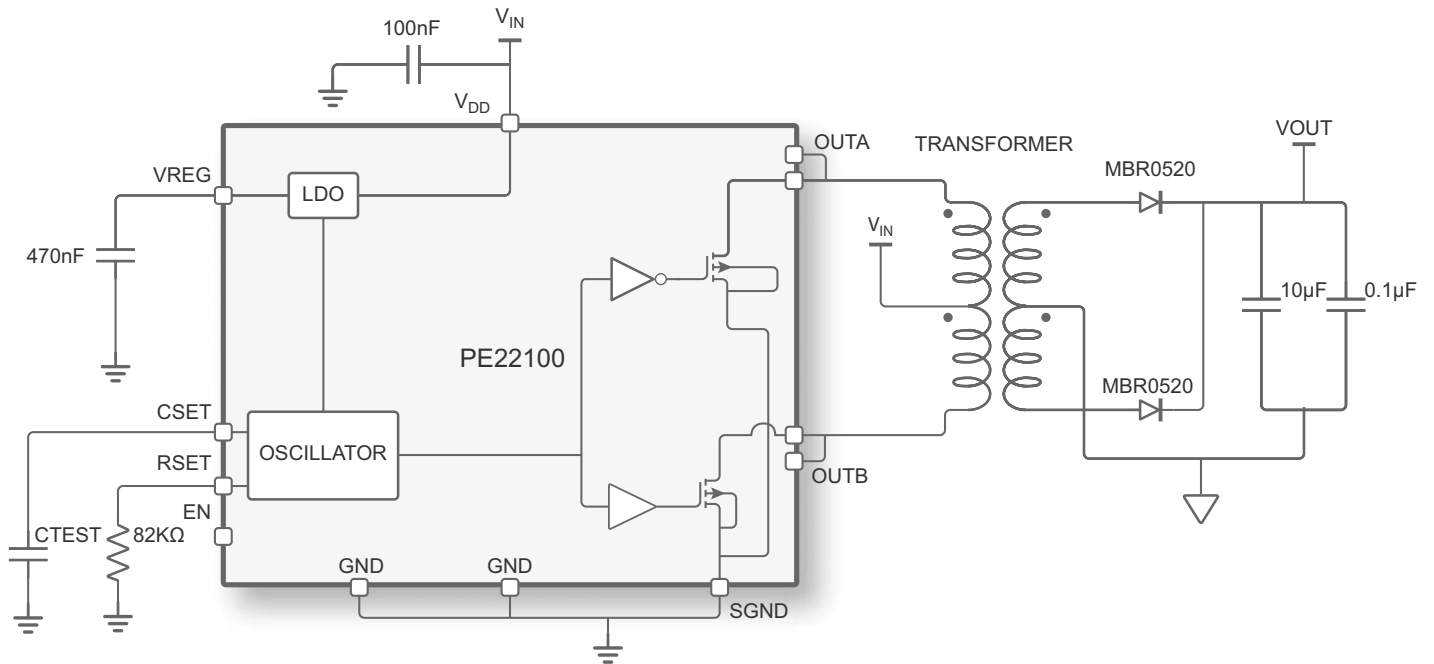 100nF
VIN
VDD
OUTA
TRANSFORMER
VOUT
MBR0520
VREG
LDO
VIN
470nF
10µF
0.1µF
PE22100
MBR0520
CSET
OSCILLATOR
RSET
OUTB
EN
CTEST
82KΩ
GND
GND
SGND